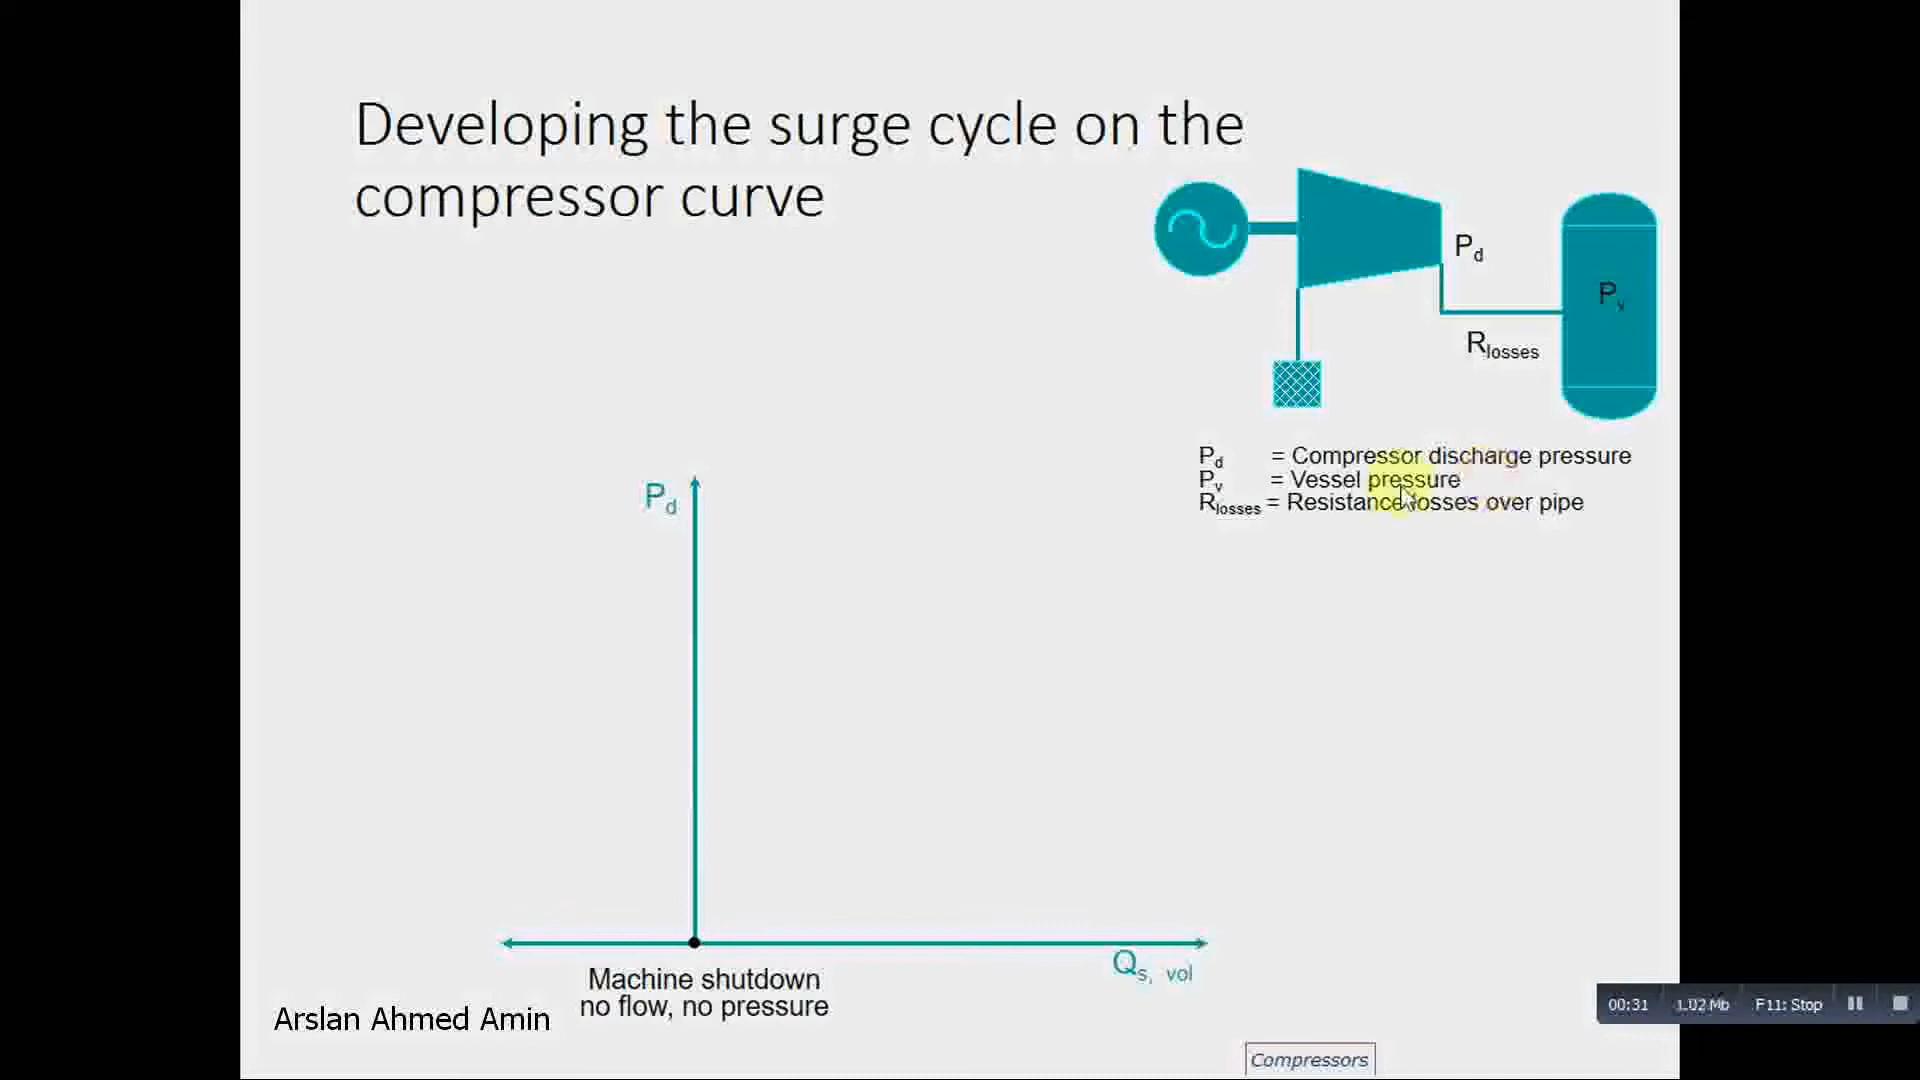 Developing the surge cycle on the
compressor curve
Pd
Pv
Rlosses
Pd = Compressor discharge pressure
Pv = Vessel pressure
Rlosses = Resistance losses over pipe
Pd
Qs, vol
Machine shutdown
no flow, no pressure
Arslan Ahmed Amin
00:31 1.02 Mb F11: Stop
Compressors